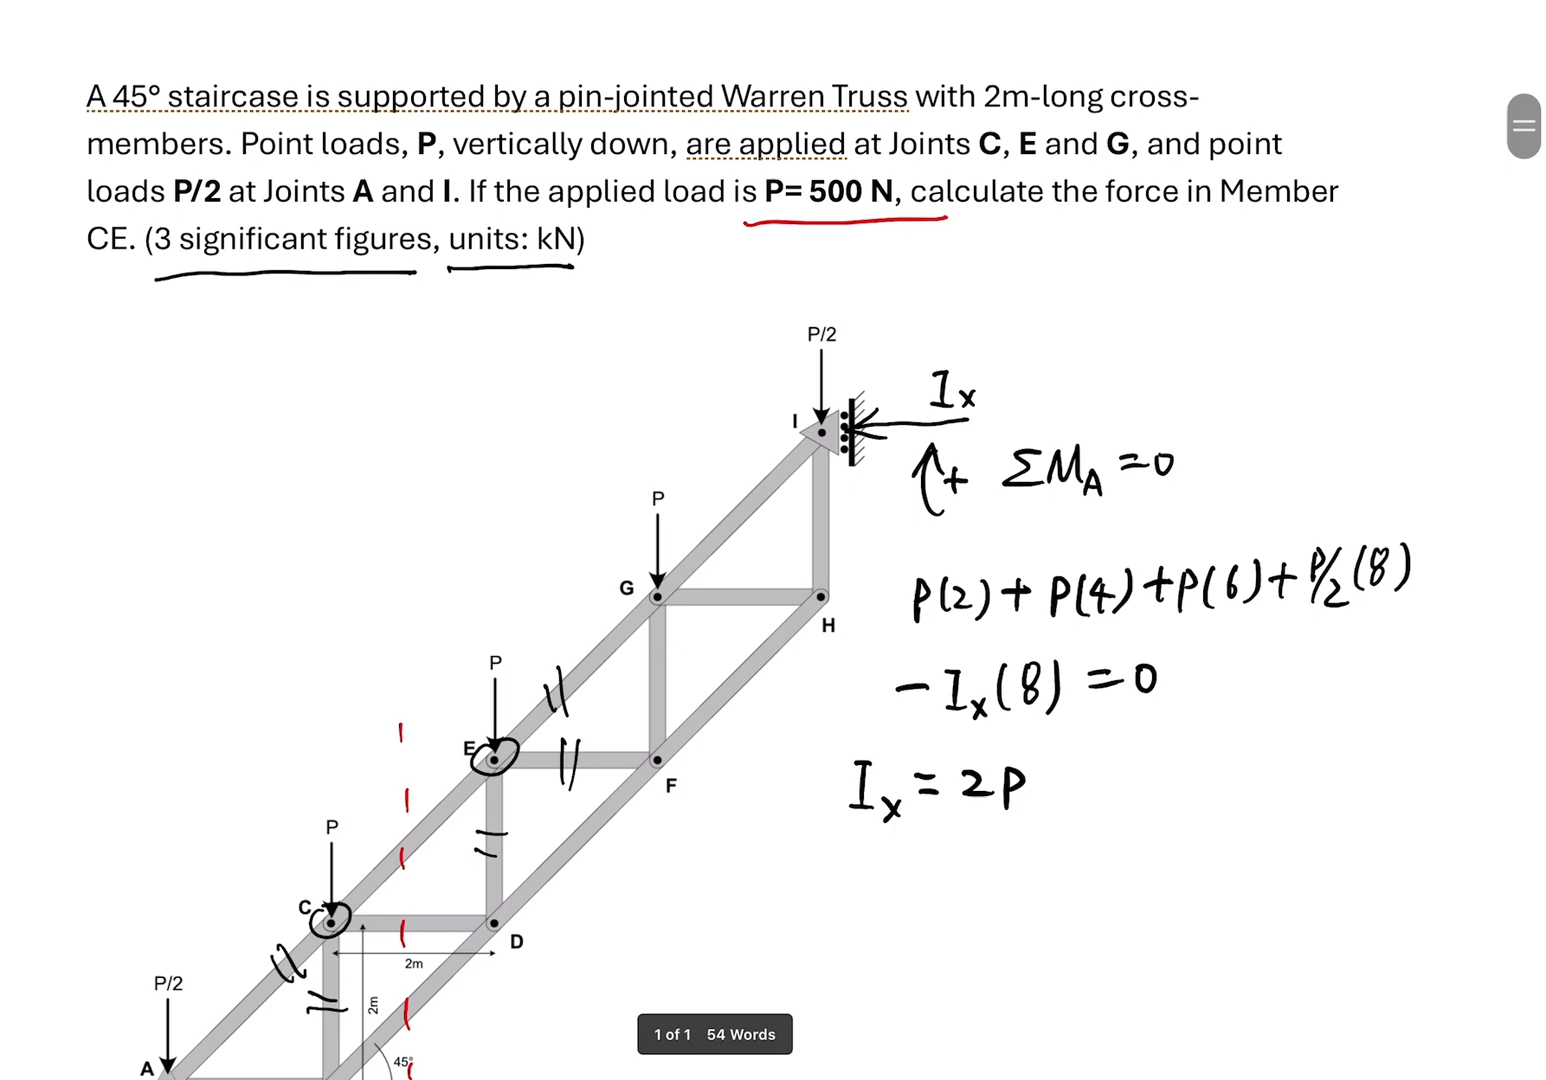 A 45° staircase is supported by a pin-jointed Warren Truss with 2m-long cross-
members. Point loads, P, vertically down, are applied at Joints C, E and G, and point
loads P/2 at Joints A and I. If the applied load is P= 500 N, calculate the force in Member
CE. (3 significant figures, units: kN)
P/2
I
Ix
+ ΣM_A = 0
P
G
H
P(2) + P(4) + P(6) + P/2(8)
- Ix(8) = 0
P
E
F
Ix = 2P
P
C
D
2m
2m
P/2
A
45°
1 of 1 54 Words